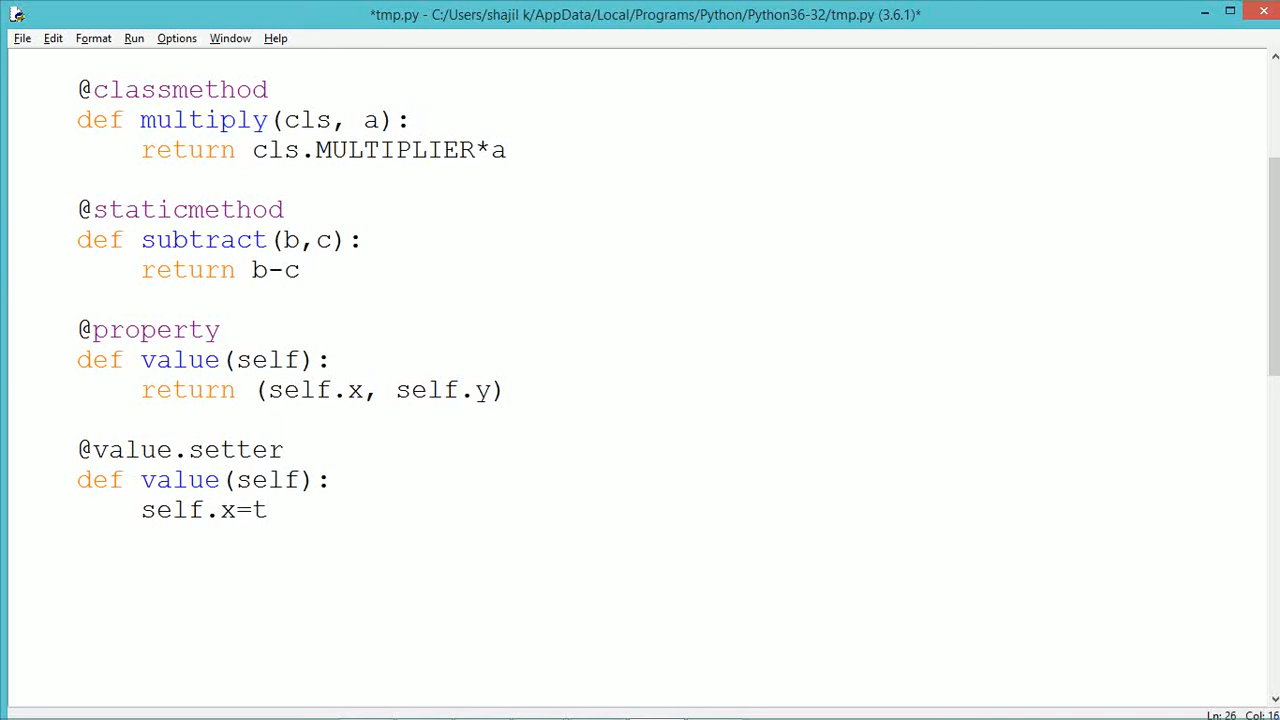 *tmp.py - C:/Users/shajil k/AppData/Local/Programs/Python/Python36-32/tmp.py (3.6.1)*
File Edit Format Run Options Window Help
@classmethod
def multiply(cls, a):
    return cls.MULTIPLIER*a
@staticmethod
def subtract(b,c):
    return b-c
@property
def value(self):
    return (self.x, self.y)
@value.setter
def value(self):
    self.x=t
Ln: 26 Col: 16